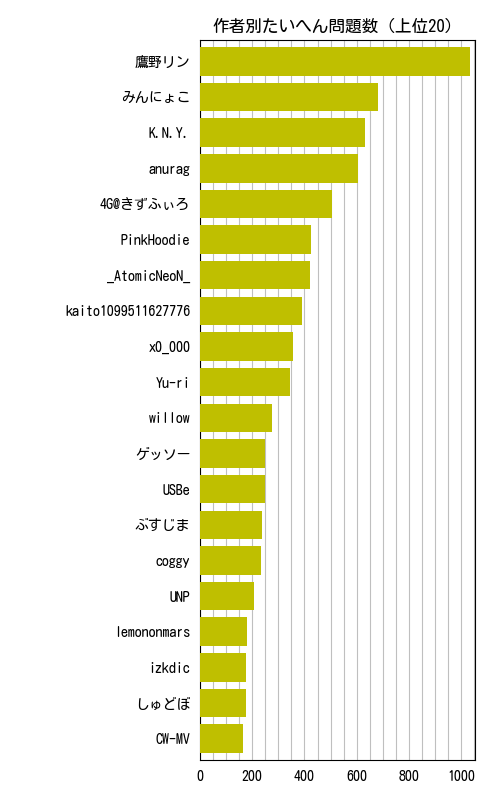 作者別たいへん問題数 (上位20)
鷹野リン
みんにょこ
K.N.Y.
anurag
4G@きずふぃろ
PinkHoodie
_AtomicNeoN_
kaito1099511627776
x0_000
Yu-ri
willow
ゲッソー
USBe
ぶすじま
coggy
UNP
lemononmars
izkdic
しゅどぼ
CW-MV
0 200 400 600 800 1000